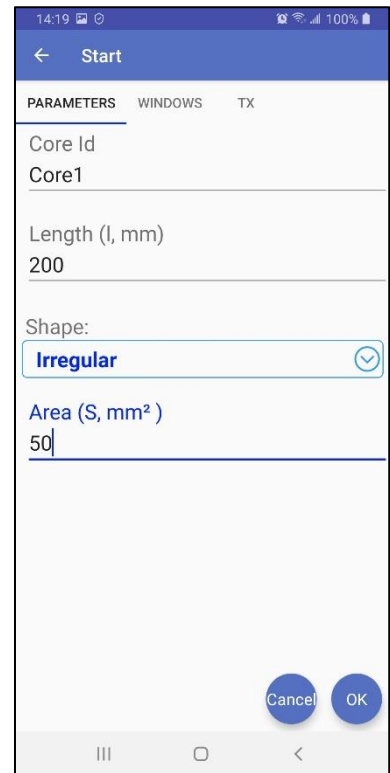 14:19 100%
Start
PARAMETERS WINDOWS TX
Core Id
Core1
Length (l, mm)
200
Shape:
Irregular
Area (S, mm² )
50
Cancel OK